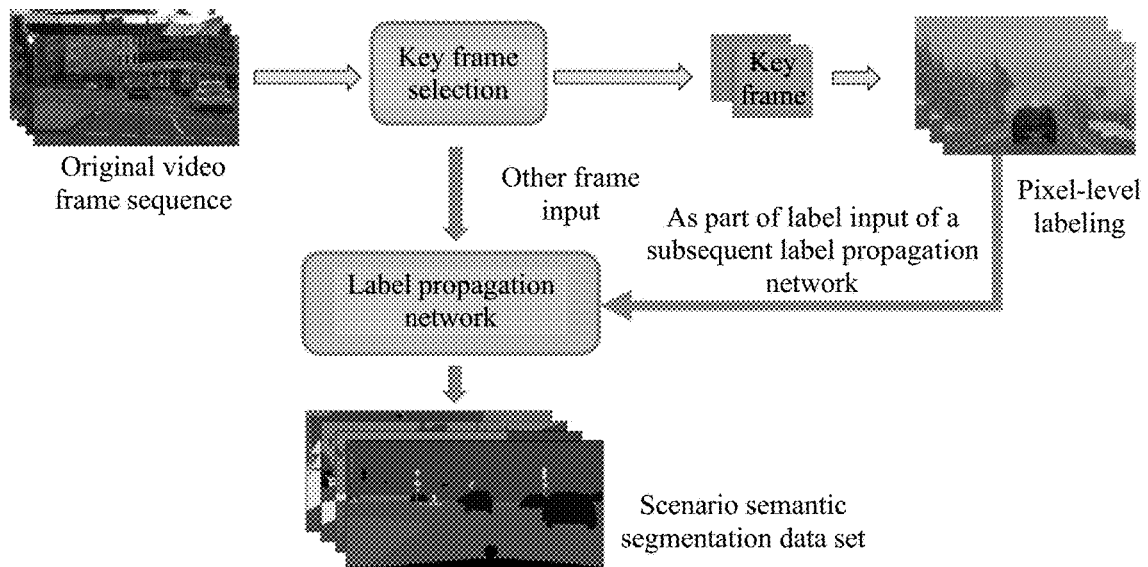 Key frame
selection
Key
frame
Original video
frame sequence
Other frame
input
Pixel-level
labeling
As part of label input of a
subsequent label propagation
network
Label propagation
network
Scenario semantic
segmentation data set